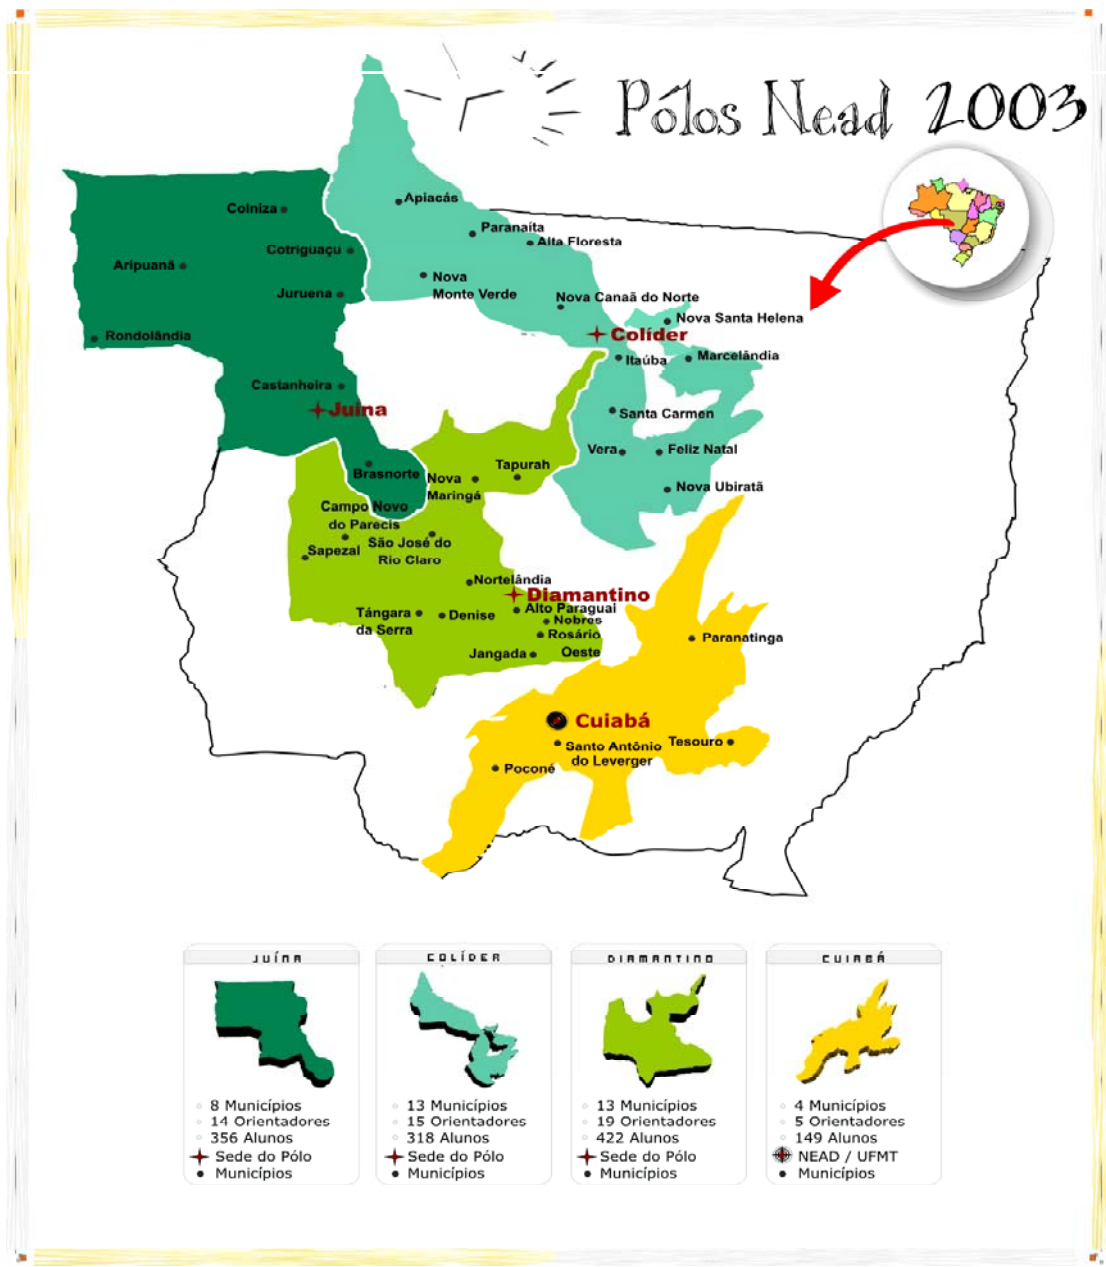 Pólos Nead 2003
Apiacás
Colniza
Paranaíta
Alta Floresta
Cotriguaçu
Aripuanã
Nova
Monte Verde
Juruena
Nova Canaã do Norte
Nova Santa Helena
Rondolândia
Colíder
Itaúba
Marcelândia
Castanheira
Juína
Santa Carmen
Vera
Feliz Natal
Brasnorte
Nova
Maringá
Tapurah
Nova Ubiratã
Campo Novo
do Parecis
Sapezal
São José do
Rio Claro
Nortelândia
Diamantino
Alto Paraguai
Tángara
da Serra
Denise
Nobres
Rosário
Oeste
Jangada
Paranatinga
Cuiabá
Santo Antônio
do Leverger
Tesouro
Poconé
JUÍNA
8 Municípios
14 Orientadores
356 Alunos
Sede do Pólo
Municípios
COLÍDER
13 Municípios
15 Orientadores
318 Alunos
Sede do Pólo
Municípios
DIAMANTINO
13 Municípios
19 Orientadores
422 Alunos
Sede do Pólo
Municípios
CUIABÁ
4 Municípios
5 Orientadores
149 Alunos
NEAD / UFMT
Municípios